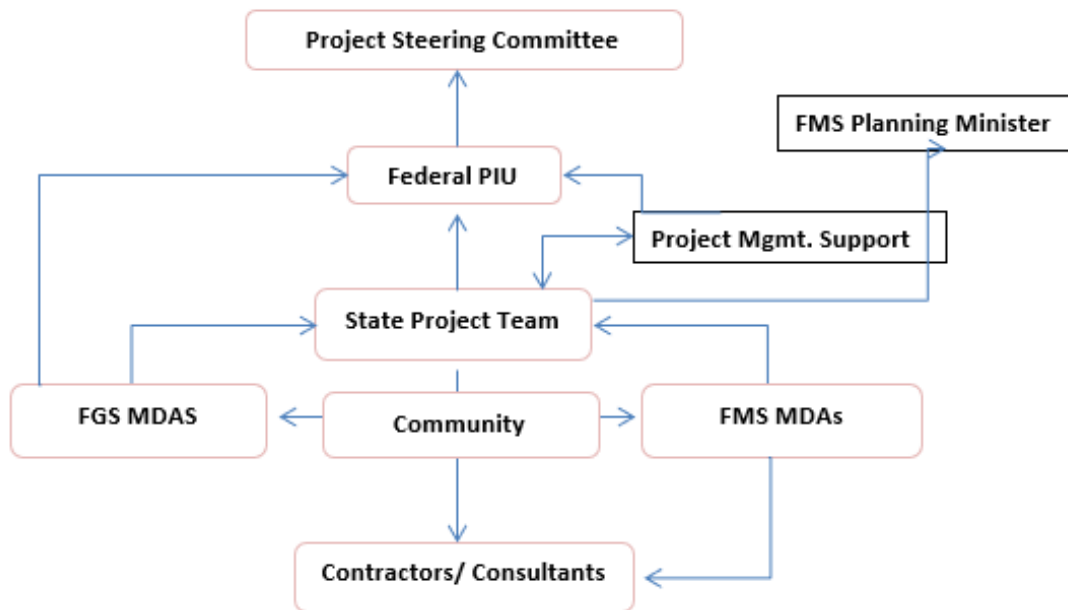 Project Steering Committee
FMS Planning Minister
Federal PIU
Project Mgmt. Support
State Project Team
FGS MDAS
Community
FMS MDAs
Contractors/ Consultants